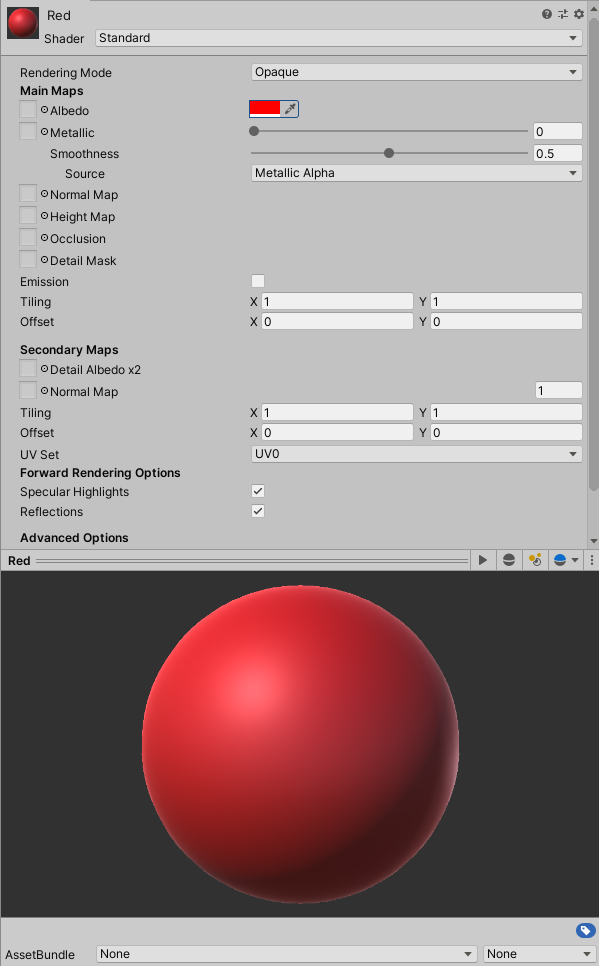 Red
Shader Standard
Rendering Mode Opaque
Main Maps
Albedo
Metallic 0
Smoothness 0.5
Source Metallic Alpha
Normal Map
Height Map
Occlusion
Detail Mask
Emission
Tiling X 1 Y 1
Offset X 0 Y 0
Secondary Maps
Detail Albedo x2
Normal Map 1
Tiling X 1 Y 1
Offset X 0 Y 0
UV Set UV0
Forward Rendering Options
Specular Highlights
Reflections
Advanced Options
Red
AssetBundle None None